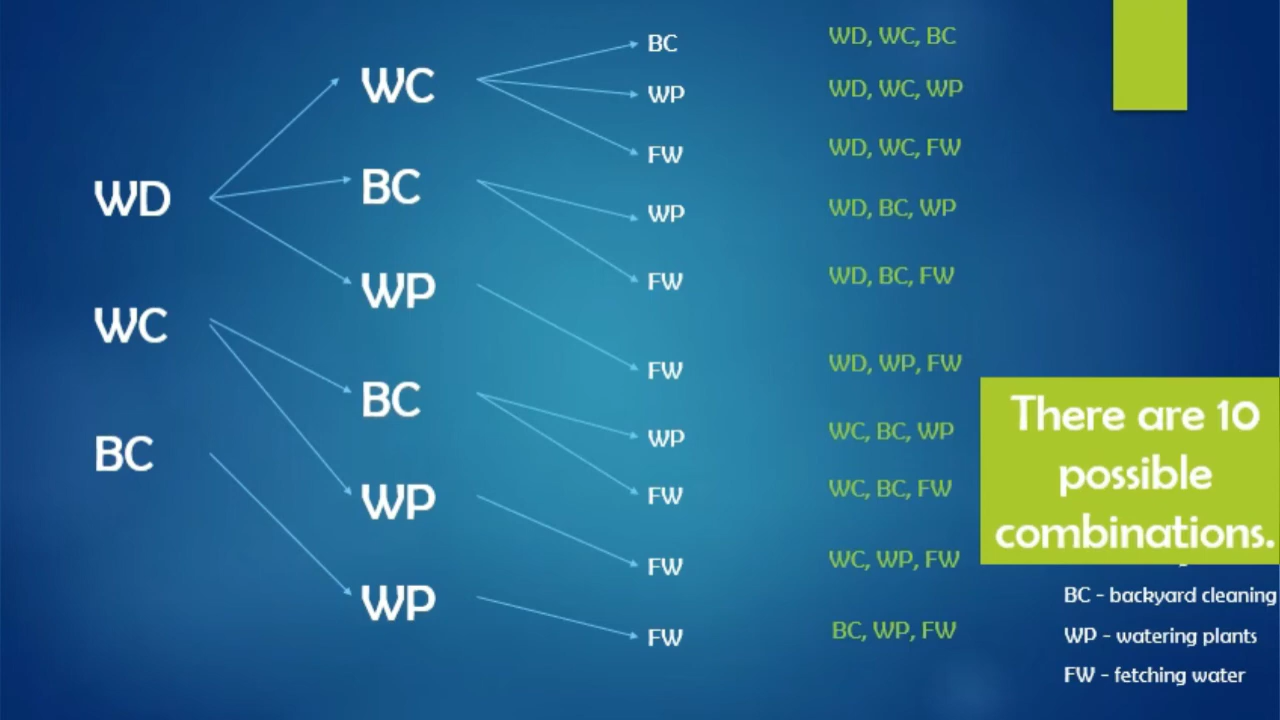 WD
WC
BC
WC
BC
WP
BC
WP
WP
BC
WP
FW
WP
FW
FW
WP
FW
FW
FW
WD, WC, BC
WD, WC, WP
WD, WC, FW
WD, BC, WP
WD, BC, FW
WD, WP, FW
WC, BC, WP
WC, BC, FW
WC, WP, FW
BC, WP, FW
There are 10
possible
combinations.
BC - backyard cleaning
WP - watering plants
FW - fetching water